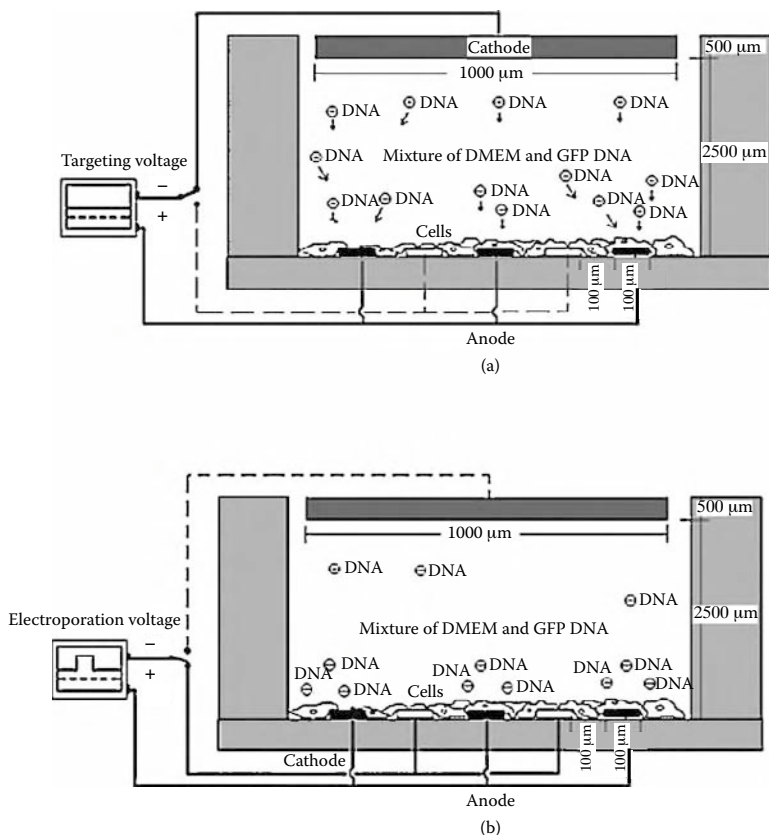 Cathode
500 μm
1000 μm
DNA DNA DNA DNA
Targeting voltage
DNA
Mixture of DMEM and GFP DNA
2500 μm
−
DNA
DNA
DNA DNA DNA DNA DNA
DNA DNA
+
Cells
100 μm
100 μm
Anode
(a)
500 μm
1000 μm
DNA DNA
DNA
Electroporation voltage
2500 μm
Mixture of DMEM and GFP DNA
−
DNA DNA DNA
DNA DNA DNA DNA
+
DNA DNA
Cells
Cathode
100 μm
100 μm
Anode
(b)